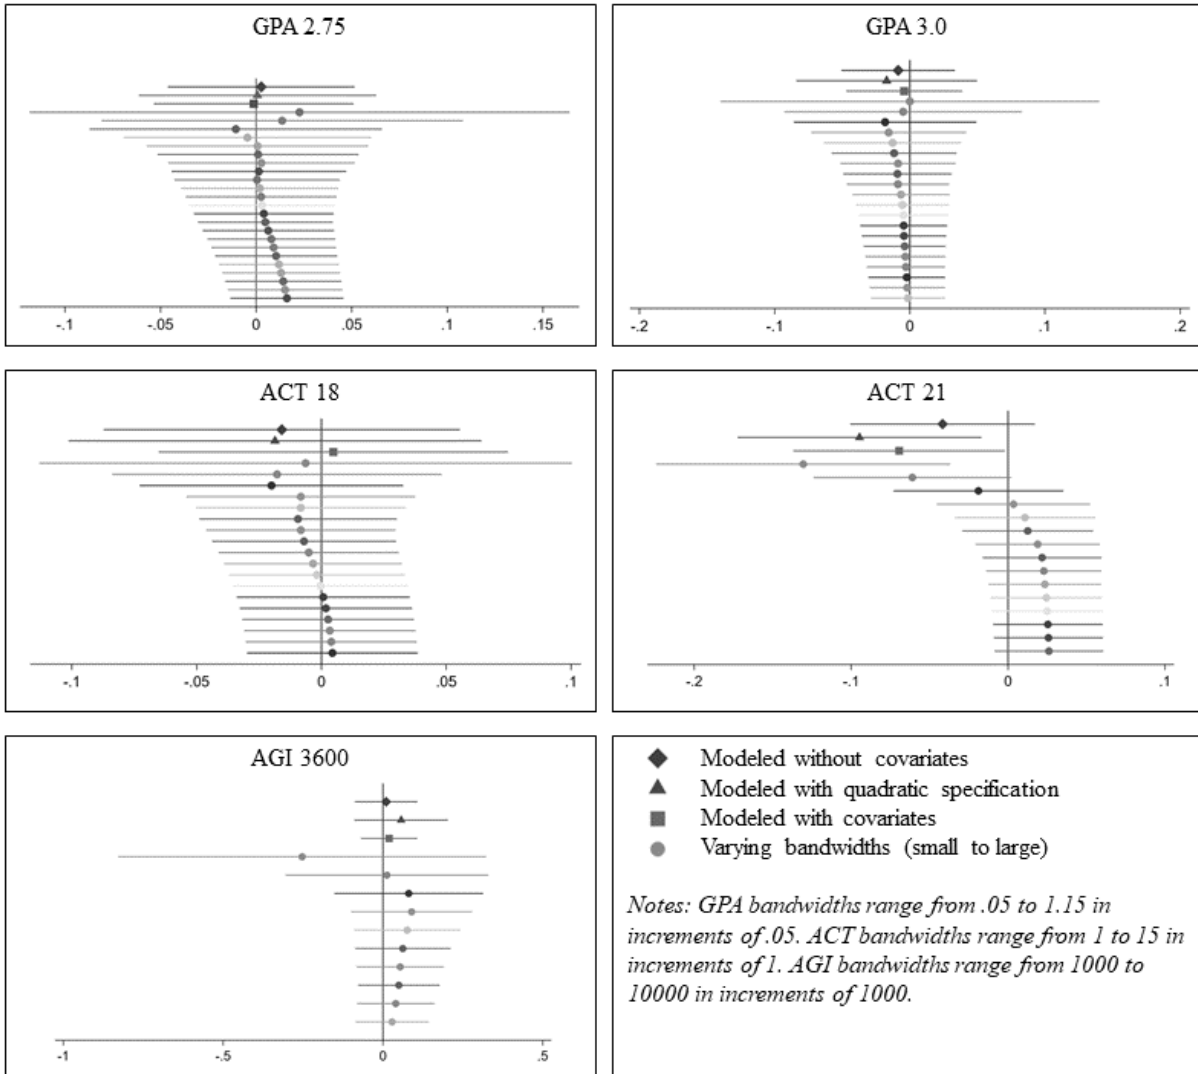 GPA 2.75
-.1 -.05 0 .05 .1 .15
GPA 3.0
-.2 -.1 0 .1 .2
ACT 18
-.1 -.05 0 .05 .1
ACT 21
-.2 -.1 0 .1
AGI 3600
-1 -.5 0 .5
Modeled without covariates
Modeled with quadratic specification
Modeled with covariates
Varying bandwidths (small to large)
Notes: GPA bandwidths range from .05 to 1.15 in
increments of .05. ACT bandwidths range from 1 to 15 in
increments of 1. AGI bandwidths range from 1000 to
10000 in increments of 1000.